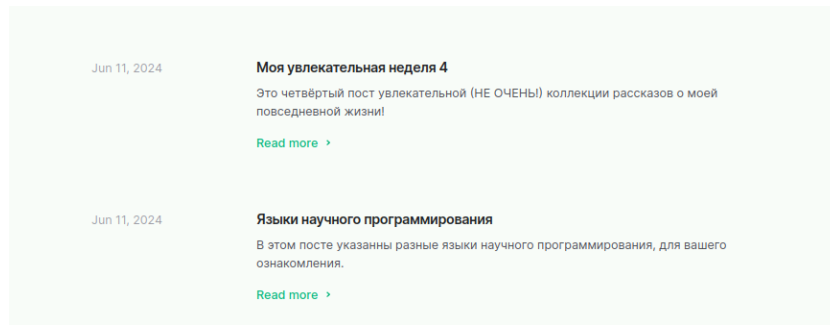 Jun 11, 2024
Моя увлекательная неделя 4
Это четвёртый пост увлекательной (НЕ ОЧЕНЬ!) коллекции рассказов о моей
повседневной жизни!
Read more ›
Jun 11, 2024
Языки научного программирования
В этом посте указанны разные языки научного программирования, для вашего
ознакомления.
Read more ›